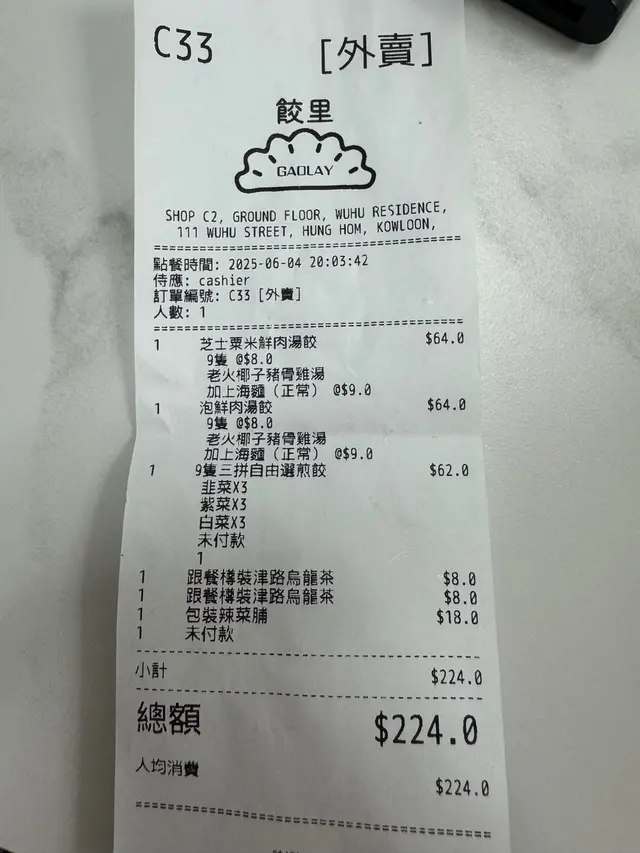 C33 [外賣]
餃里
GAOLAY
SHOP C2, GROUND FLOOR, WUHU RESIDENCE,
111 WUHU STREET, HUNG HOM, KOWLOON,
點餐時間: 2025-06-04 20:03:42
侍應: cashier
訂單編號: C33 [外賣]
人數: 1
1 芝士粟米鮮肉湯餃 $64.0
9隻 @$8.0
老火椰子豬骨雞湯
加上海麵（正常） @$9.0
1 泡鮮肉湯餃 $64.0
9隻 @$8.0
老火椰子豬骨雞湯
加上海麵（正常） @$9.0
1 9隻三拼自由選煎餃 $62.0
韭菜X3
紫菜X3
白菜X3
未付款
1
1 跟餐樽裝津路烏龍茶 $8.0
1 跟餐樽裝津路烏龍茶 $8.0
1 包裝辣菜脯 $18.0
1 未付款
小計 $224.0
總額 $224.0
人均消費 $224.0